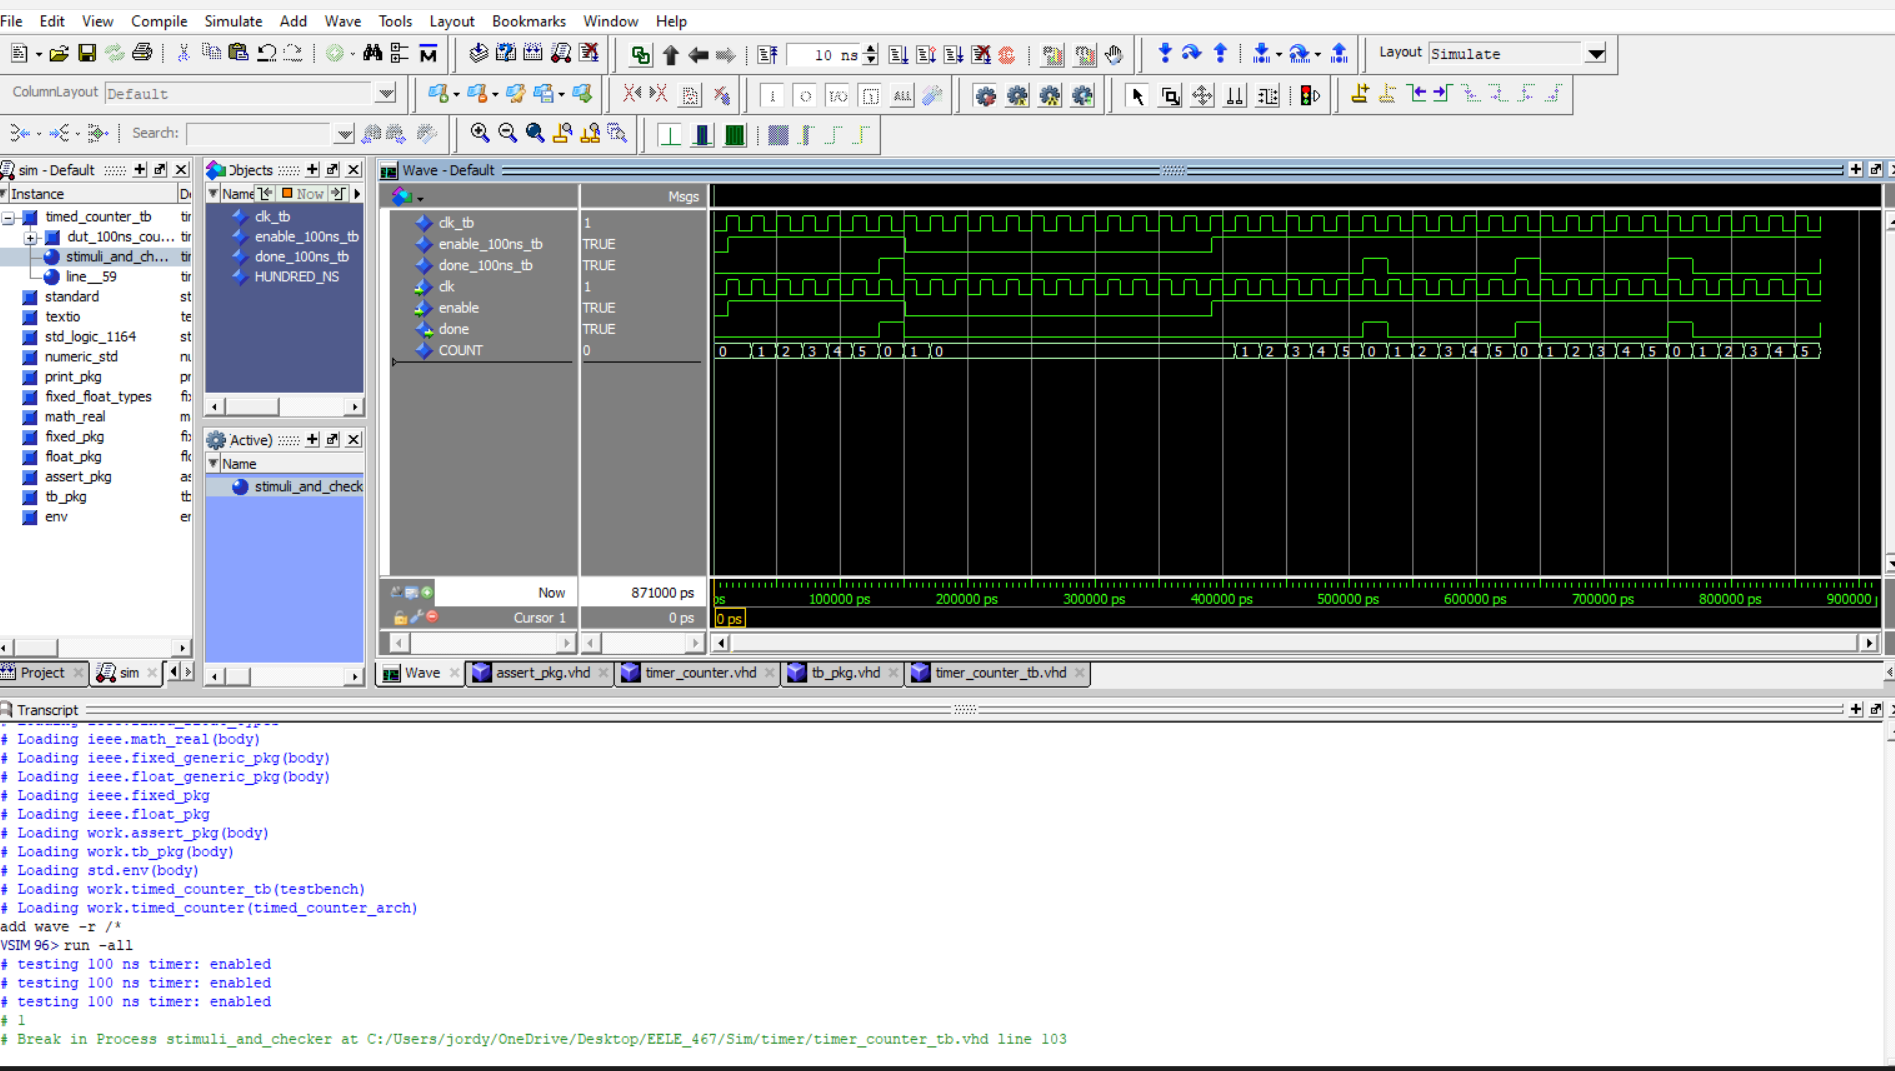 File Edit View Compile Simulate Add Wave Tools Layout Bookmarks Window Help
10 ns
Layout Simulate
ColumnLayout Default
ALL
Search:
sim - Default
Instance
timed_counter_tb
dut_100ns_cou...
stimuli_and_ch...
line__59
standard
textio
std_logic_1164
numeric_std
print_pkg
fixed_float_types
math_real
fixed_pkg
float_pkg
assert_pkg
tb_pkg
env
Project
sim
Objects
Name Now
clk_tb
enable_100ns_tb
done_100ns_tb
HUNDRED_NS
Active)
Name
stimuli_and_check
Wave - Default
Msgs
clk_tb 1
enable_100ns_tb TRUE
done_100ns_tb TRUE
clk 1
enable TRUE
done TRUE
COUNT 0
0 1 2 3 4 5 0 1 0 1 2 3 4 5 0 1 2 3 4 5 0 1 2 3 4 5 0 1 2 3 4 5
Now 871000 ps
ps 100000 ps 200000 ps 300000 ps 400000 ps 500000 ps 600000 ps 700000 ps 800000 ps 900000
Cursor 1 0 ps
0 ps
Wave assert_pkg.vhd timer_counter.vhd tb_pkg.vhd timer_counter_tb.vhd
Transcript
# Loading ieee.math_real(body)
# Loading ieee.fixed_generic_pkg(body)
# Loading ieee.float_generic_pkg(body)
# Loading ieee.fixed_pkg
# Loading ieee.float_pkg
# Loading work.assert_pkg(body)
# Loading work.tb_pkg(body)
# Loading std.env(body)
# Loading work.timed_counter_tb(testbench)
# Loading work.timed_counter(timed_counter_arch)
add wave -r /*
VSIM 96> run -all
# testing 100 ns timer: enabled
# testing 100 ns timer: enabled
# testing 100 ns timer: enabled
# 1
# Break in Process stimuli_and_checker at C:/Users/jordy/OneDrive/Desktop/EELE_467/Sim/timer/timer_counter_tb.vhd line 103